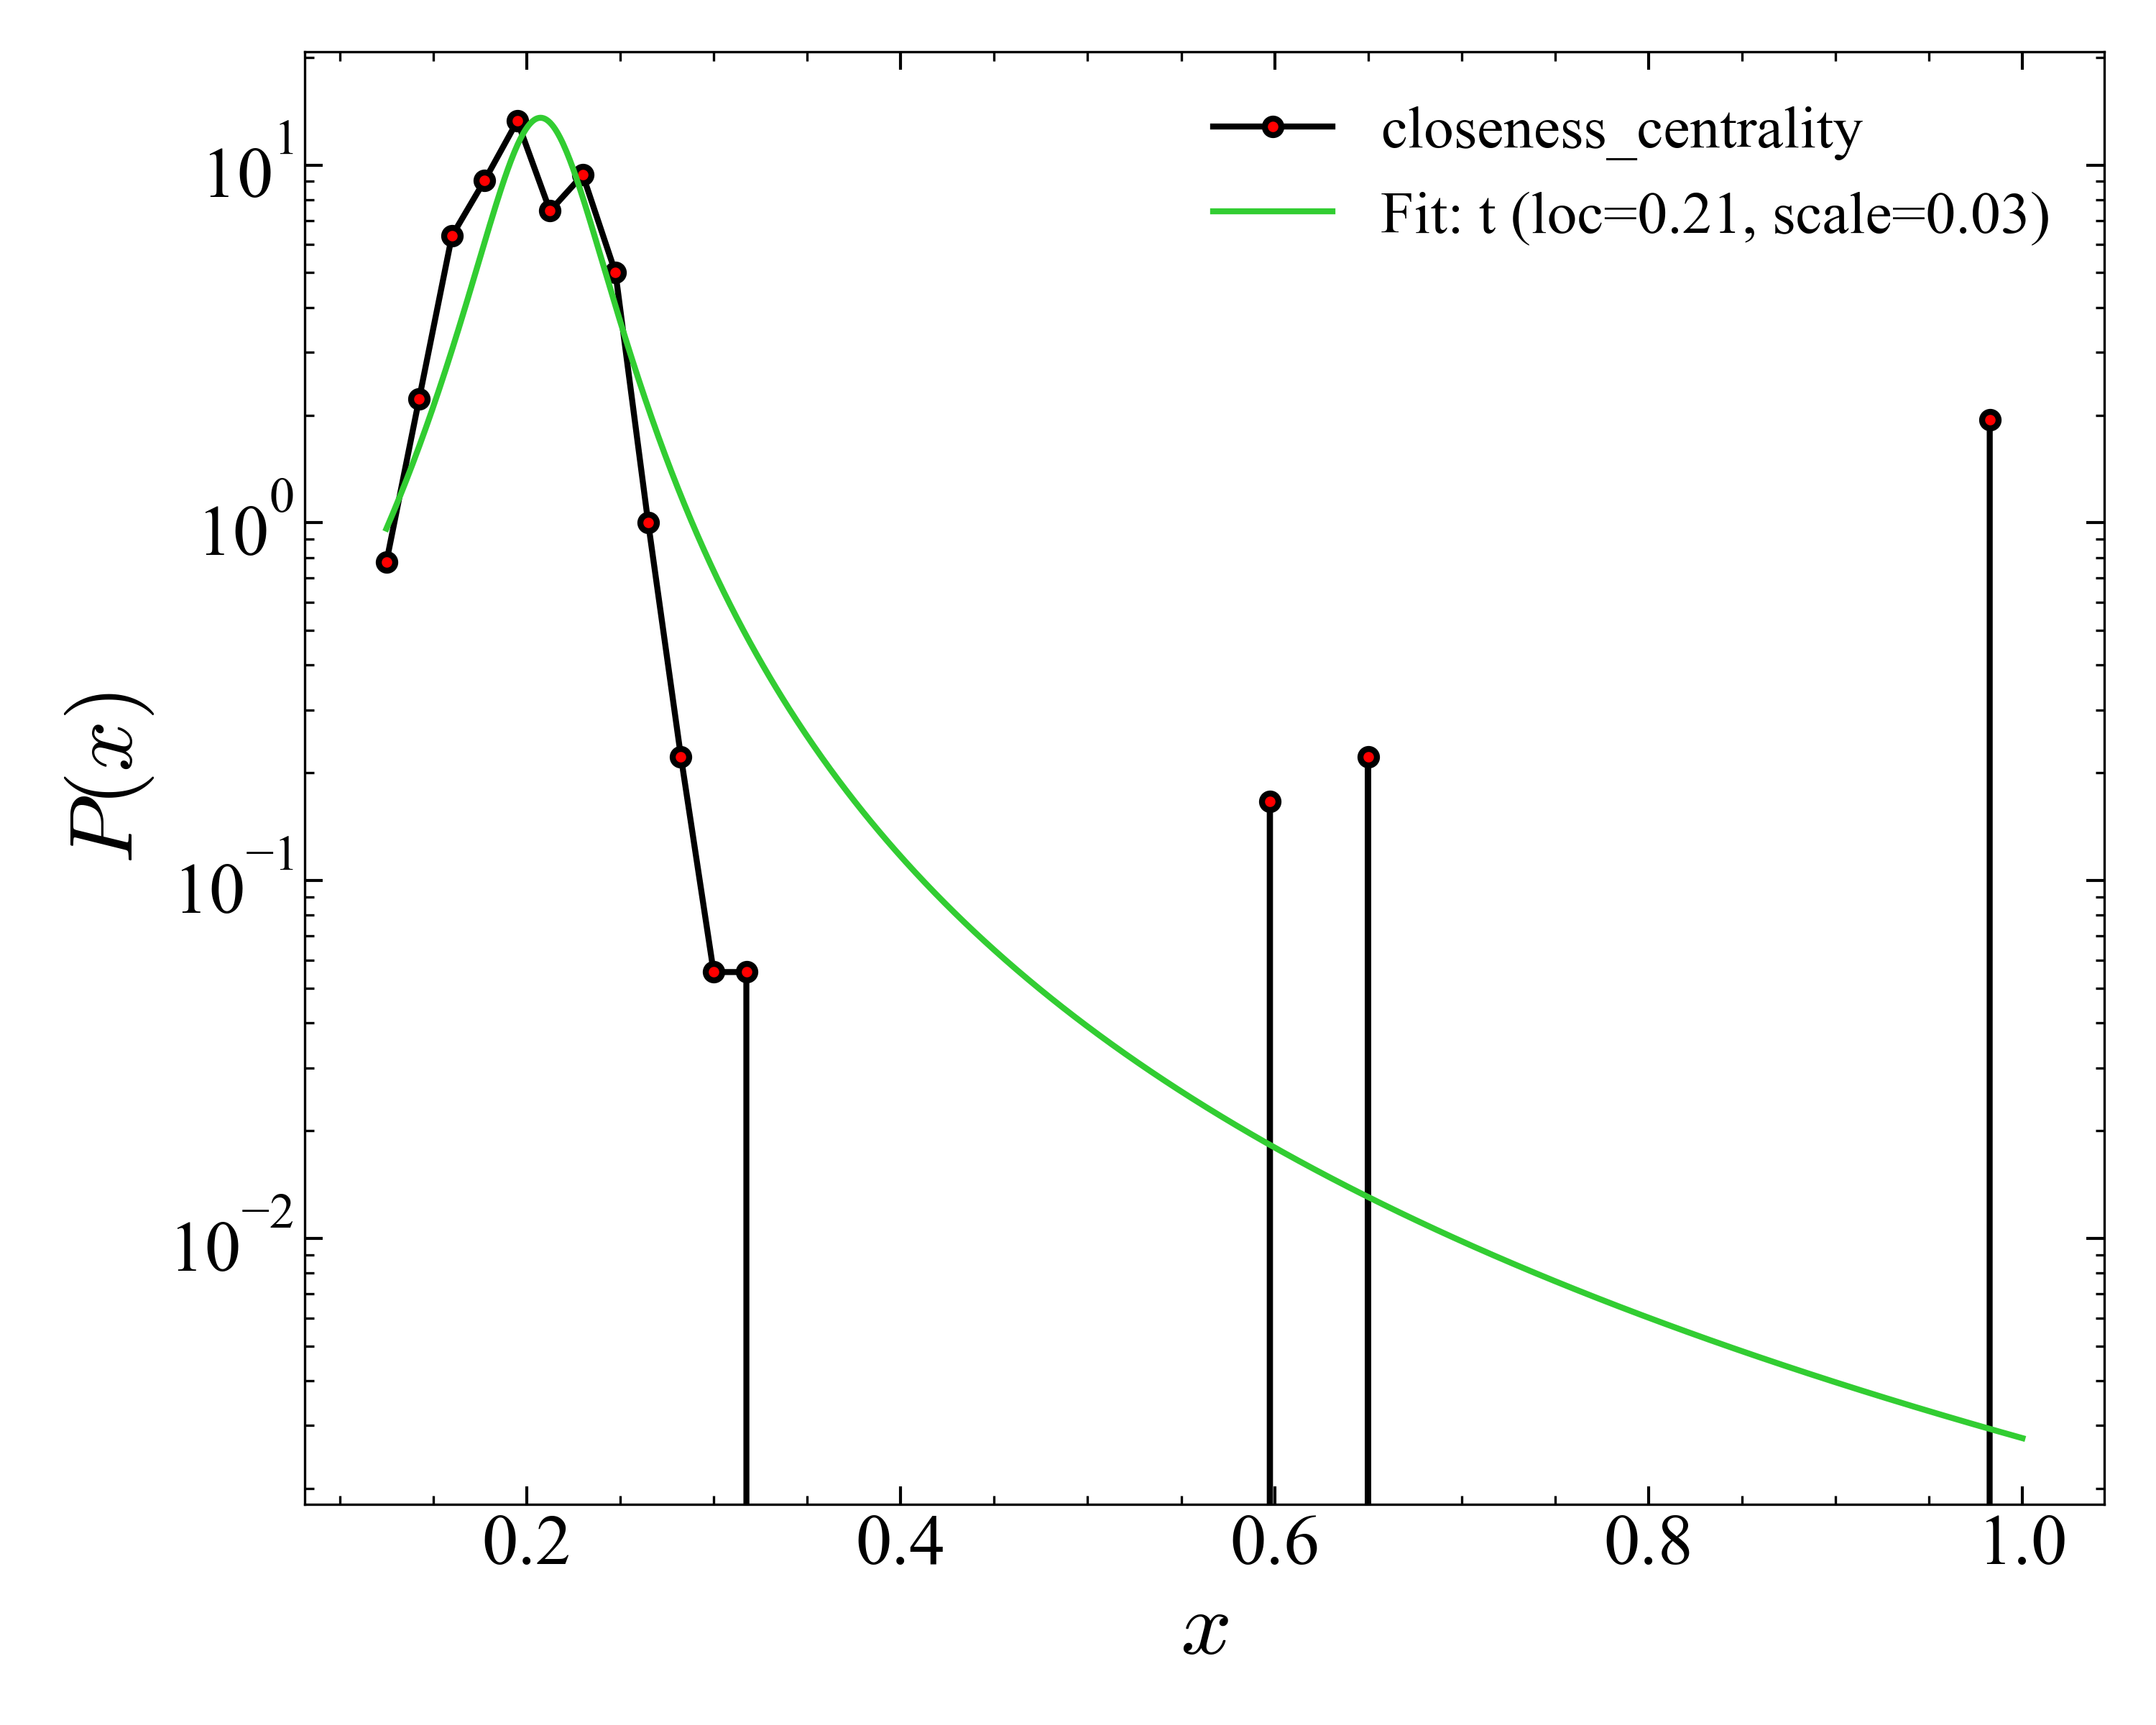 closeness_centrality
Fit: t (loc=0.21, scale=0.03)
P(x)
10^1
10^0
10^−1
10^−2
0.2 0.4 0.6 0.8 1.0
x